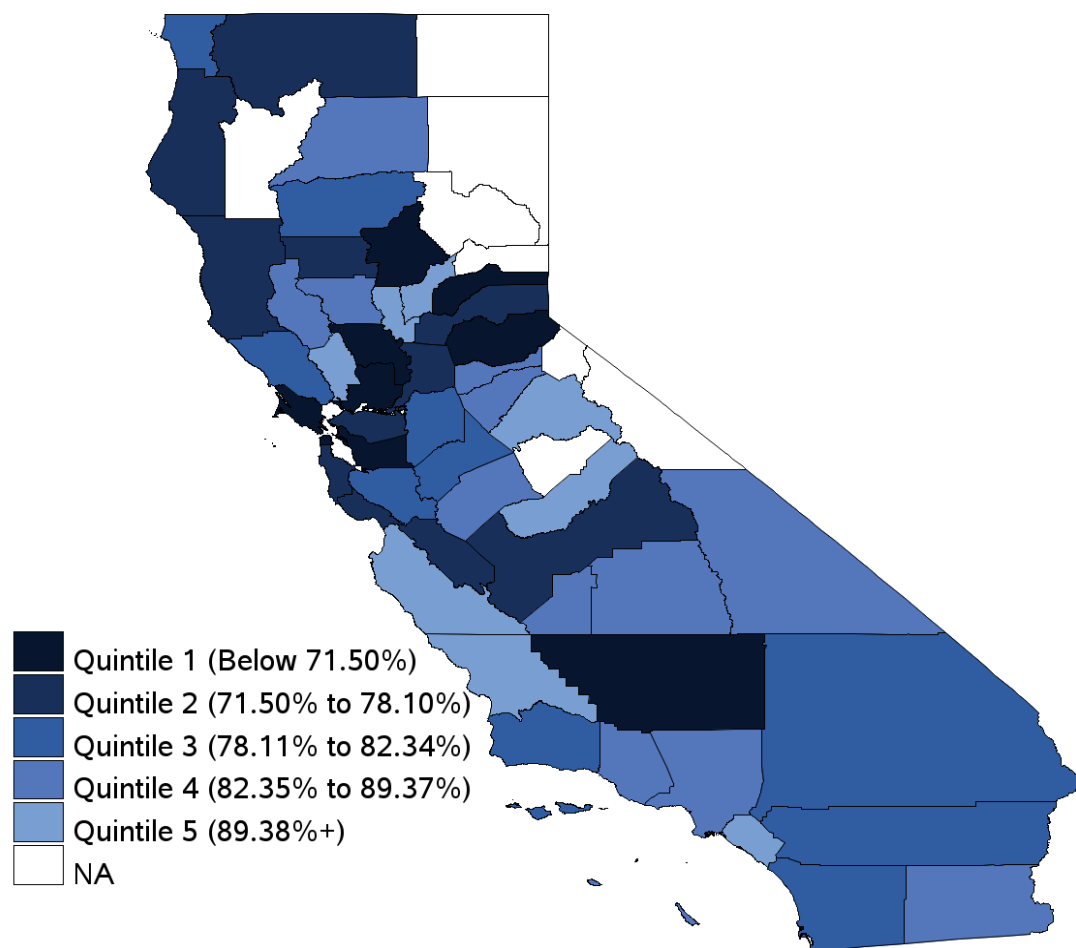 Quintile 1 (Below 71.50%)
Quintile 2 (71.50% to 78.10%)
Quintile 3 (78.11% to 82.34%)
Quintile 4 (82.35% to 89.37%)
Quintile 5 (89.38%+)
NA